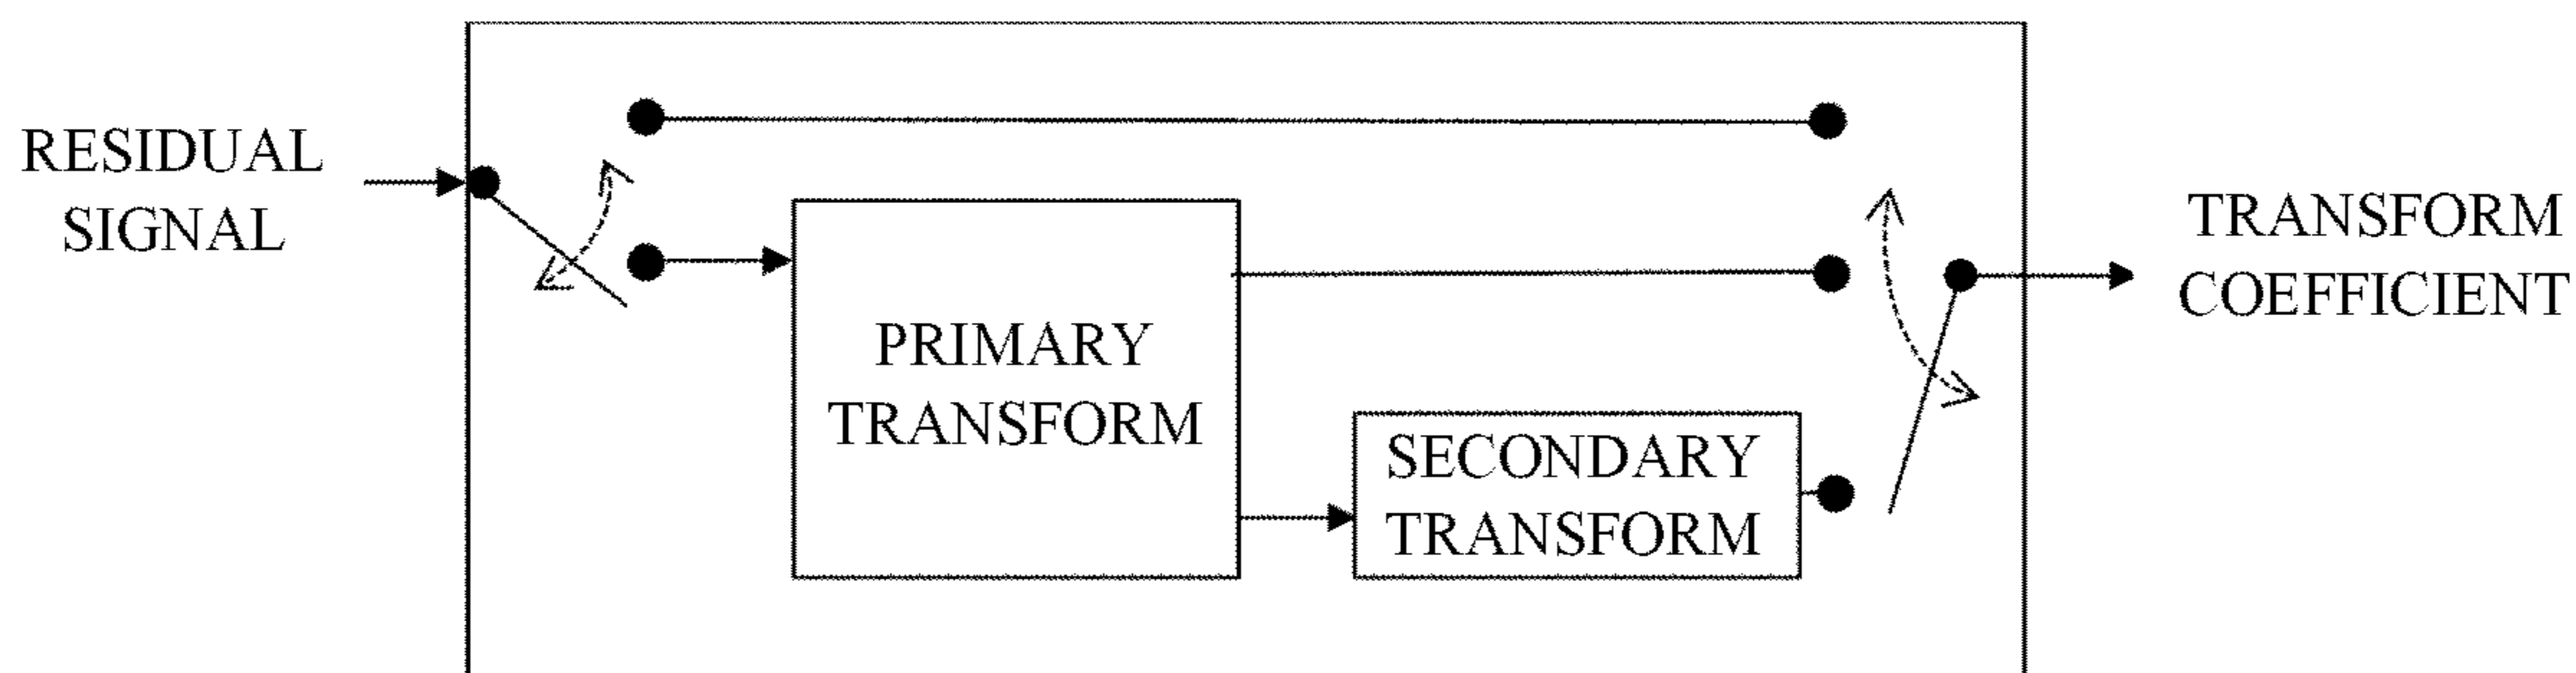 RESIDUAL
SIGNAL
PRIMARY
TRANSFORM
SECONDARY
TRANSFORM
TRANSFORM
COEFFICIENT